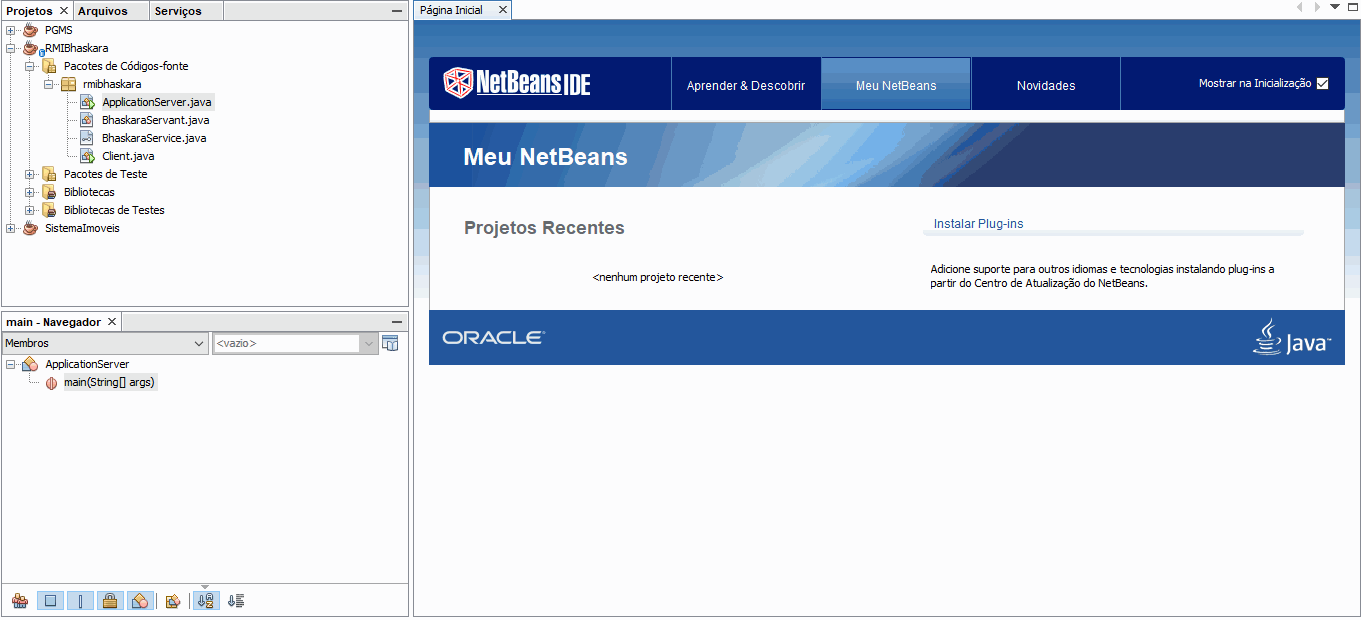 Projetos
Arquivos
Serviços
PGMS
RMIBhaskara
Pacotes de Códigos-fonte
rmibhaskara
ApplicationServer.java
BhaskaraServant.java
BhaskaraService.java
Client.java
Pacotes de Teste
Bibliotecas
Bibliotecas de Testes
SistemaImoveis
main - Navegador
Membros
<vazio>
ApplicationServer
main(String[] args)
Página Inicial
NetBeans IDE
Aprender & Descobrir
Meu NetBeans
Novidades
Mostrar na Inicialização
Meu NetBeans
Projetos Recentes
<nenhum projeto recente>
Instalar Plug-ins
Adicione suporte para outros idiomas e tecnologias instalando plug-ins a
partir do Centro de Atualização do NetBeans.
ORACLE
Java